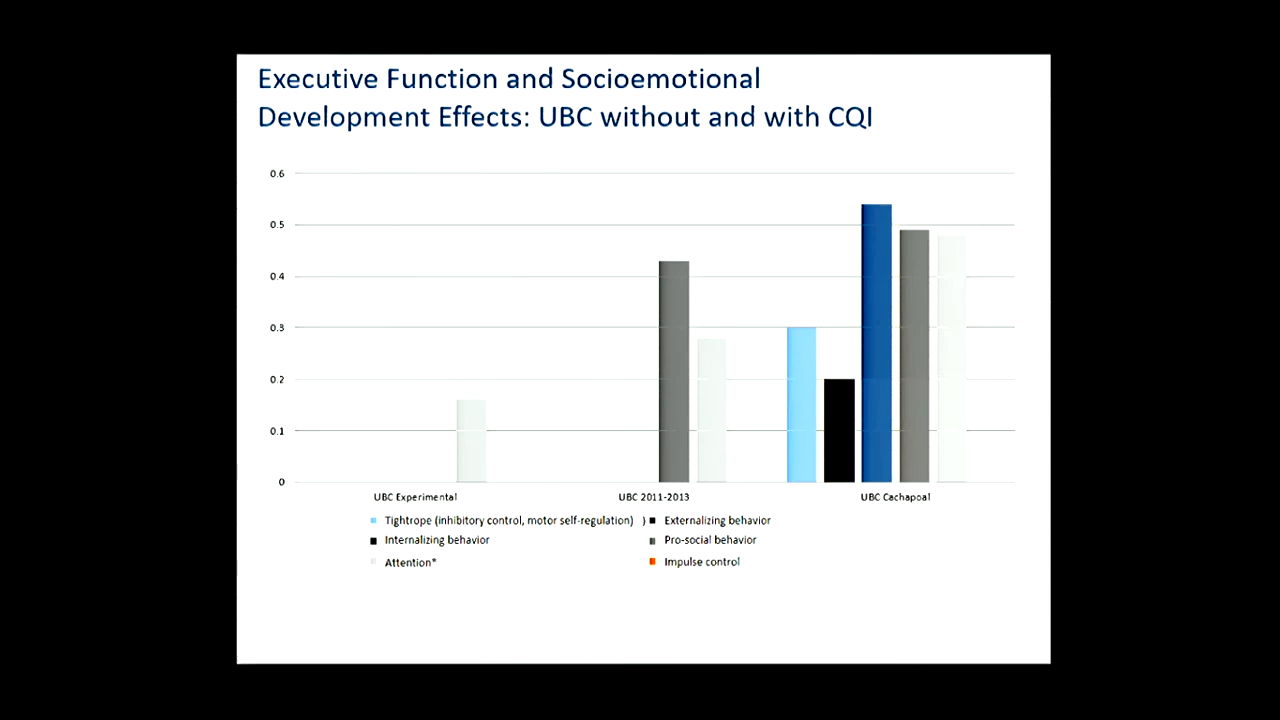 Executive Function and Socioemotional
Development Effects: UBC without and with CQI
0.6
0.5
0.4
0.3
0.2
0.1
0
UBC Experimental UBC 2011-2013 UBC Cachapoal
Tightrope (inhibitory control, motor self-regulation) ) Externalizing behavior
Internalizing behavior Pro-social behavior
Attention* Impulse control